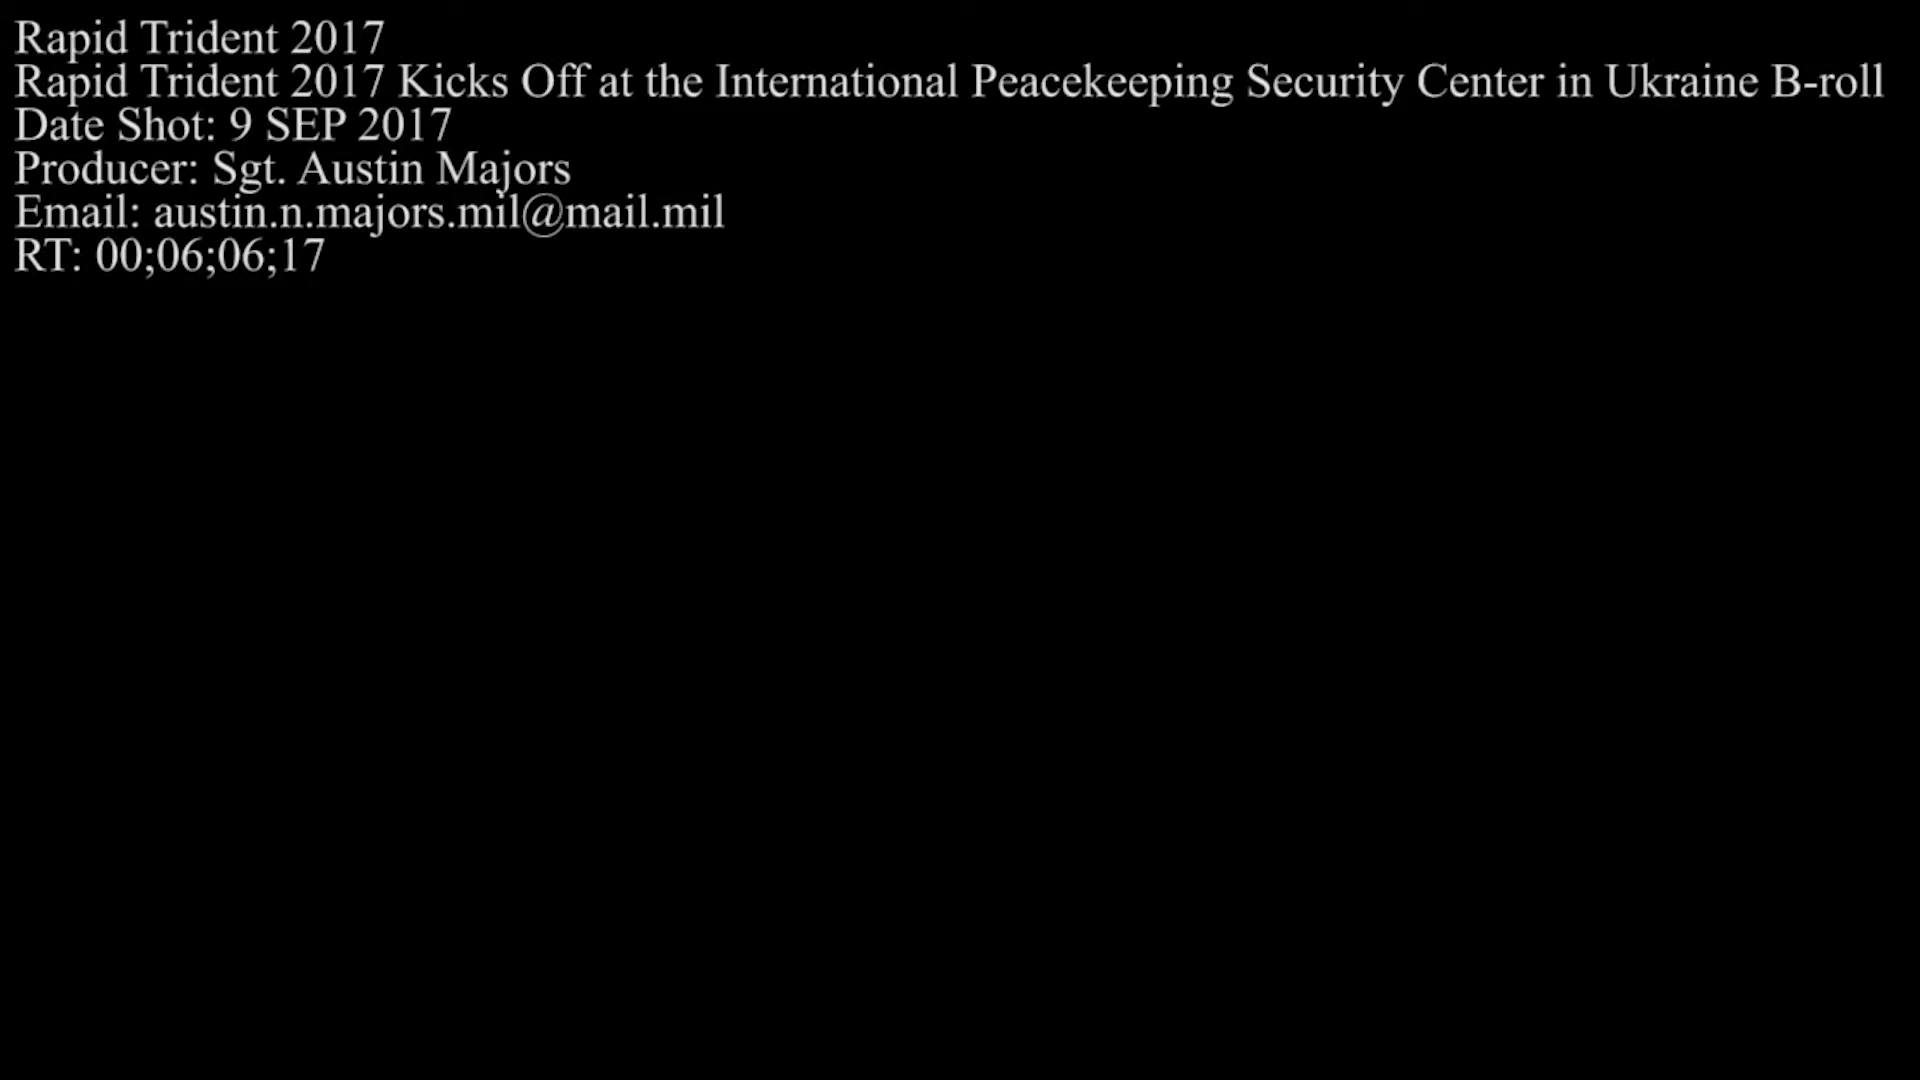 Rapid Trident 2017
Rapid Trident 2017 Kicks Off at the International Peacekeeping Security Center in Ukraine B-roll
Date Shot: 9 SEP 2017
Producer: Sgt. Austin Majors
Email: austin.n.majors.mil@mail.mil
RT: 00;06;06;17